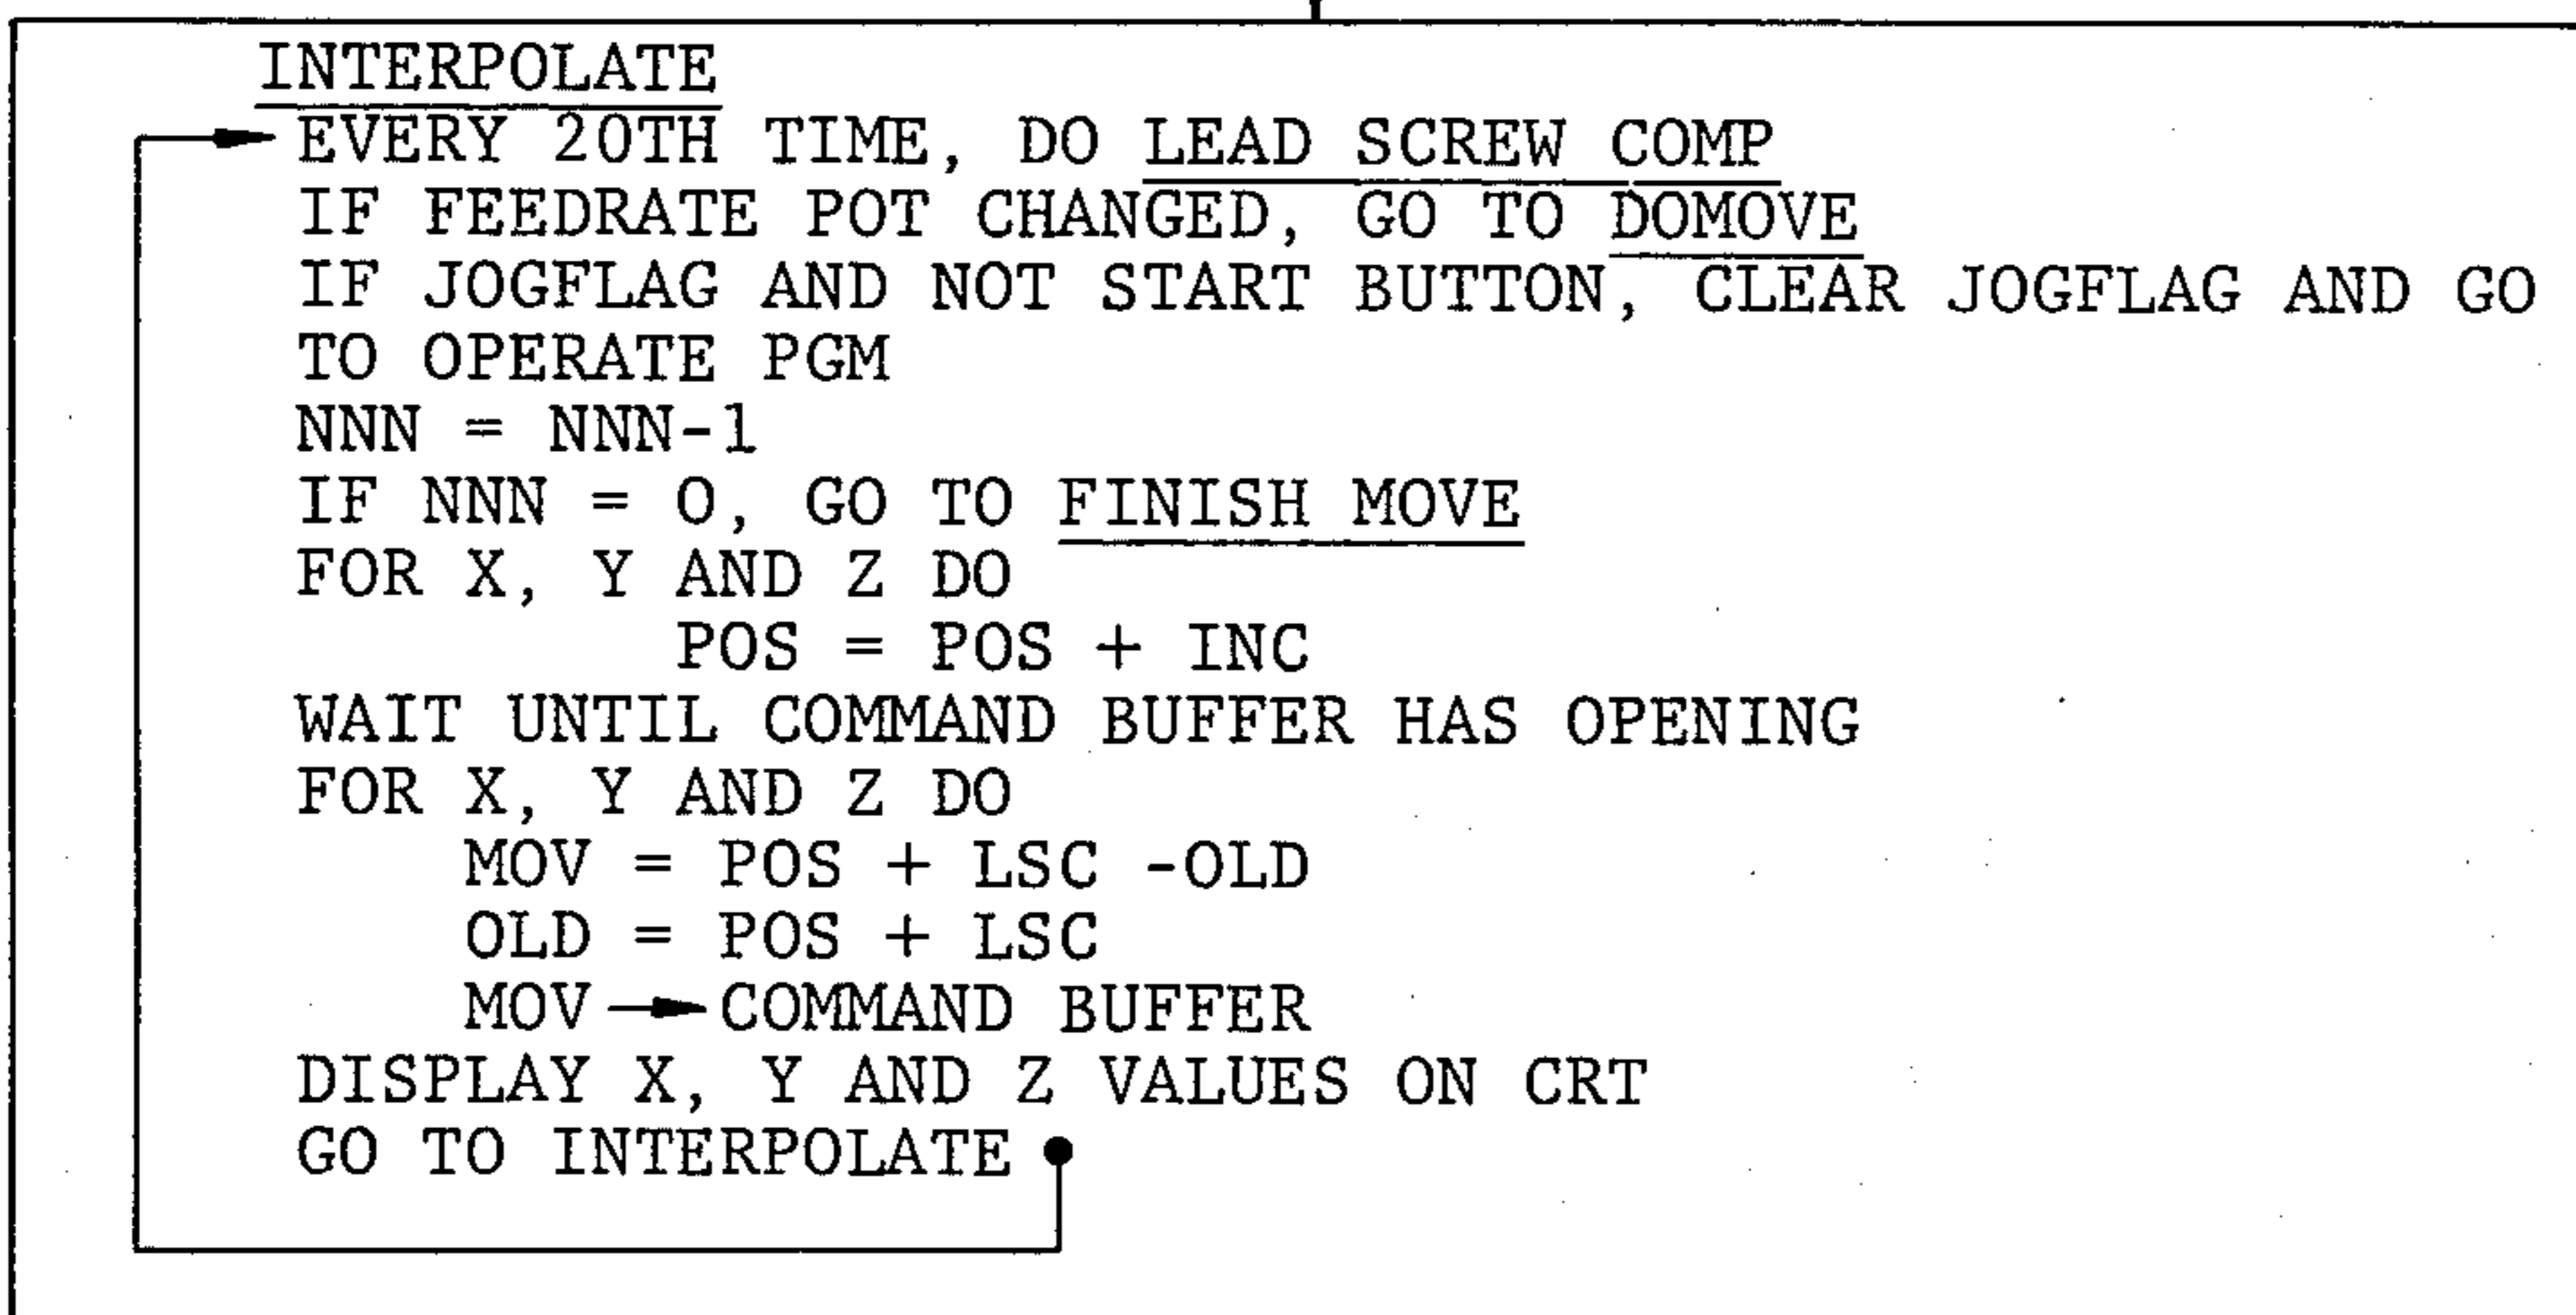 INTERPOLATE
EVERY 20TH TIME, DO LEAD SCREW COMP
IF FEEDRATE POT CHANGED, GO TO DOMOVE
IF JOGFLAG AND NOT START BUTTON, CLEAR JOGFLAG AND GO
TO OPERATE PGM
NNN = NNN-1
IF NNN = O, GO TO FINISH MOVE
FOR X, Y AND Z DO
POS = POS + INC
WAIT UNTIL COMMAND BUFFER HAS OPENING
FOR X, Y AND Z DO
MOV = POS + LSC -OLD
OLD = POS + LSC
MOV → COMMAND BUFFER
DISPLAY X, Y AND Z VALUES ON CRT
GO TO INTERPOLATE